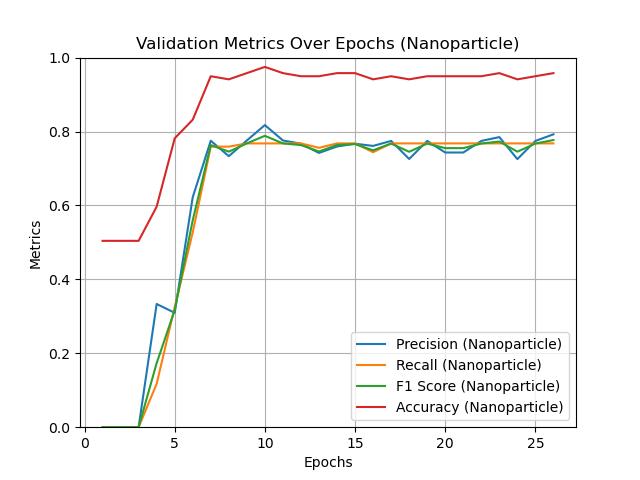 Validation Metrics Over Epochs (Nanoparticle)
1.0
0.8
0.6
0.4
0.2
0.0
Metrics
0 5 10 15 20 25
Epochs
Precision (Nanoparticle)
Recall (Nanoparticle)
F1 Score (Nanoparticle)
Accuracy (Nanoparticle)